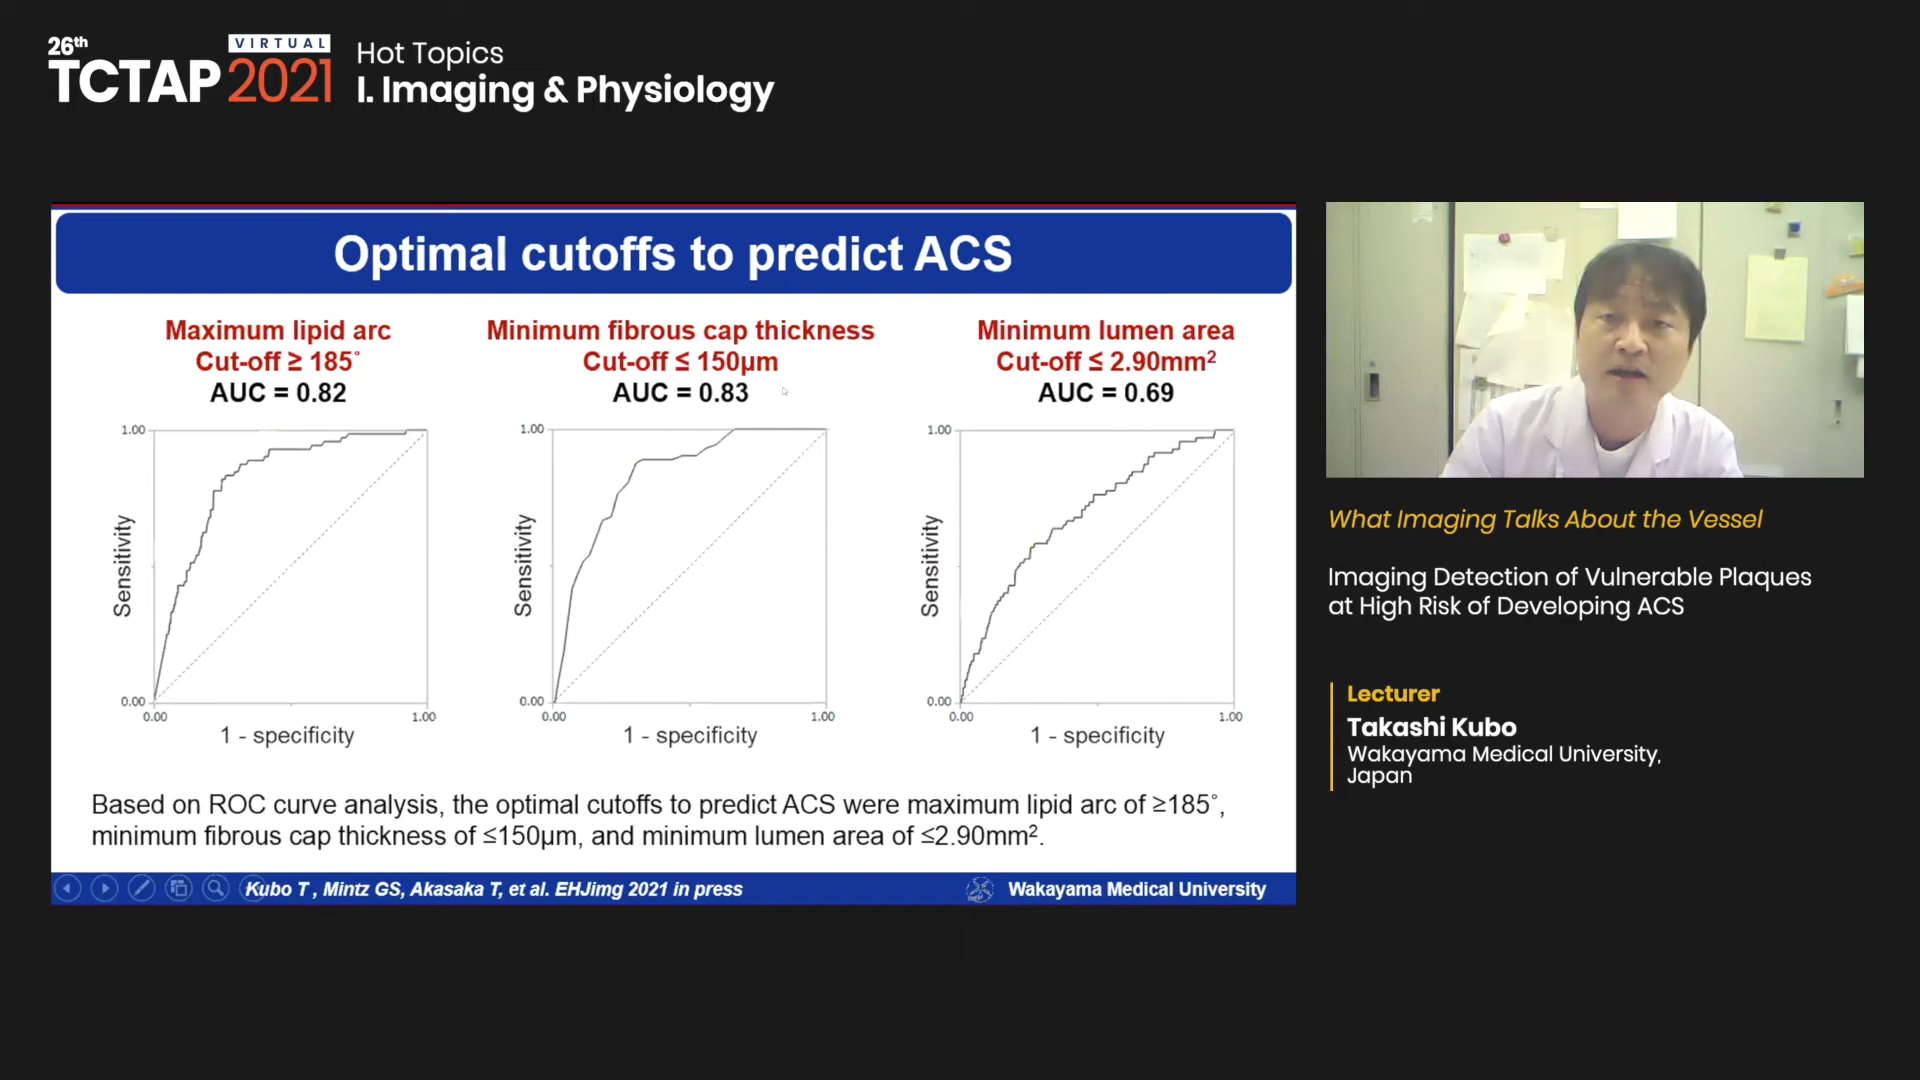 26th
VIRTUAL
TCTAP 2021
Hot Topics
I. Imaging & Physiology
Optimal cutoffs to predict ACS
Maximum lipid arc
Cut-off ≥ 185˚
AUC = 0.82
1.00
Sensitivity
0.00
0.00
1.00
1 - specificity
Minimum fibrous cap thickness
Cut-off ≤ 150µm
AUC = 0.83
1.00
Sensitivity
0.00
0.00
1.00
1 - specificity
Minimum lumen area
Cut-off ≤ 2.90mm²
AUC = 0.69
1.00
Sensitivity
0.00
0.00
1.00
1 - specificity
Based on ROC curve analysis, the optimal cutoffs to predict ACS were maximum lipid arc of ≥185˚,
minimum fibrous cap thickness of ≤150µm, and minimum lumen area of ≤2.90mm².
Kubo T , Mintz GS, Akasaka T, et al. EHJimg 2021 in press
Wakayama Medical University
What Imaging Talks About the Vessel
Imaging Detection of Vulnerable Plaques
at High Risk of Developing ACS
Lecturer
Takashi Kubo
Wakayama Medical University,
Japan